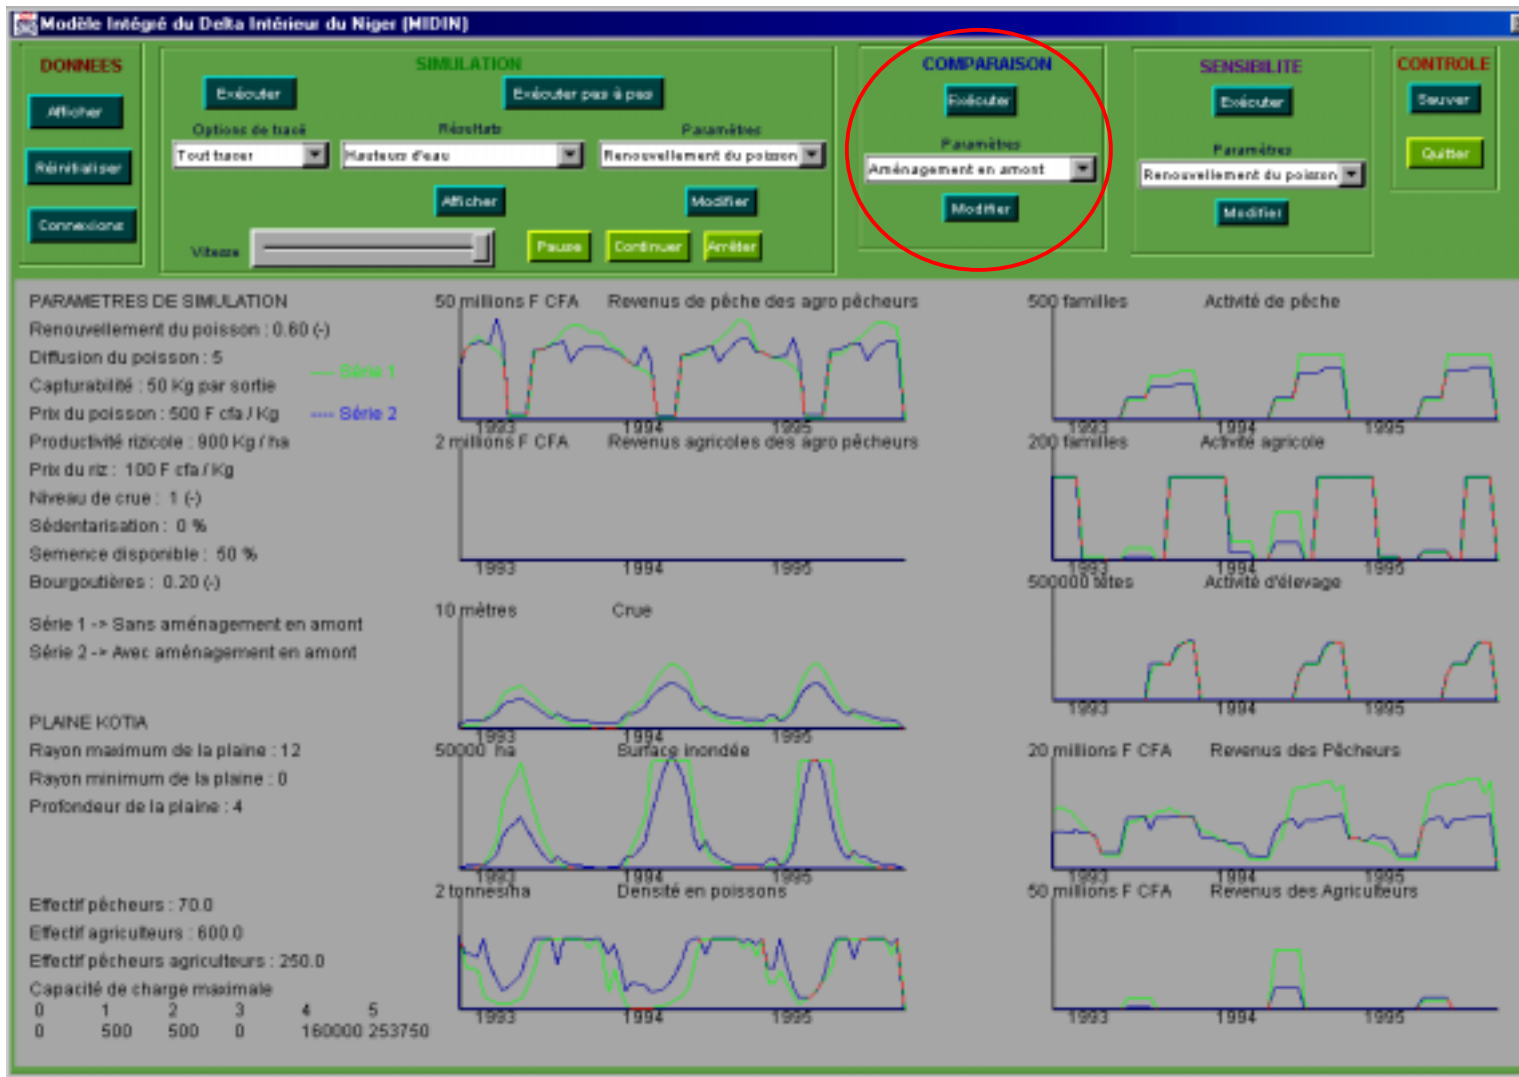 Modèle Intégré du Delta Intérieur du Niger (MIDIN)
DONNEES
Afficher
Réinitialiser
Connexions
SIMULATION
Exécuter
Exécuter pas à pas
Options de tracé
Résultats
Paramètres
Tout tracer
Hauteurs d'eau
Renouvellement du poisson
Afficher
Modifier
Vitesse
Pause
Continuer
Arrêter
COMPARAISON
Exécuter
Paramètres
Aménagement en amont
Modifier
SENSIBILITE
Exécuter
Paramètres
Renouvellement du poisson
Modifier
CONTROLE
Sauver
Quitter
PARAMETRES DE SIMULATION
Renouvellement du poisson : 0.60 (-)
Diffusion du poisson : 5
Capturabilité : 50 Kg par sortie
Prix du poisson : 500 F cfa / Kg
Productivité rizicole : 900 Kg / ha
Prix du riz : 100 F cfa / Kg
Niveau de crue : 1 (-)
Sédentarisation : 0 %
Semence disponible : 50 %
Bourgoutières : 0.20 (-)
---- Série 1
---- Série 2
Série 1 -> Sans aménagement en amont
Série 2 -> Avec aménagement en amont
PLAINE KOTIA
Rayon maximum de la plaine : 12
Rayon minimum de la plaine : 0
Profondeur de la plaine : 4
Effectif pêcheurs : 70.0
Effectif agriculteurs : 600.0
Effectif pêcheurs agriculteurs : 250.0
Capacité de charge maximale
0 1 2 3 4 5
0 500 500 0 160000 253750
50 millions F CFA Revenus de pêche des agro pêcheurs
1993 1994 1995
2 millions F CFA Revenus agricoles des agro pêcheurs
1993 1994 1995
10 mètres Crue
1993 1994 1995
50000 ha Surface inondée
1993 1994 1995
2 tonnes/ha Densité en poissons
1993 1994 1995
500 familles Activité de pêche
1993 1994 1995
200 familles Activité agricole
1993 1994 1995
500000 têtes Activité d'élevage
1993 1994 1995
20 millions F CFA Revenus des Pêcheurs
1993 1994 1995
50 millions F CFA Revenus des Agriculteurs
1993 1994 1995